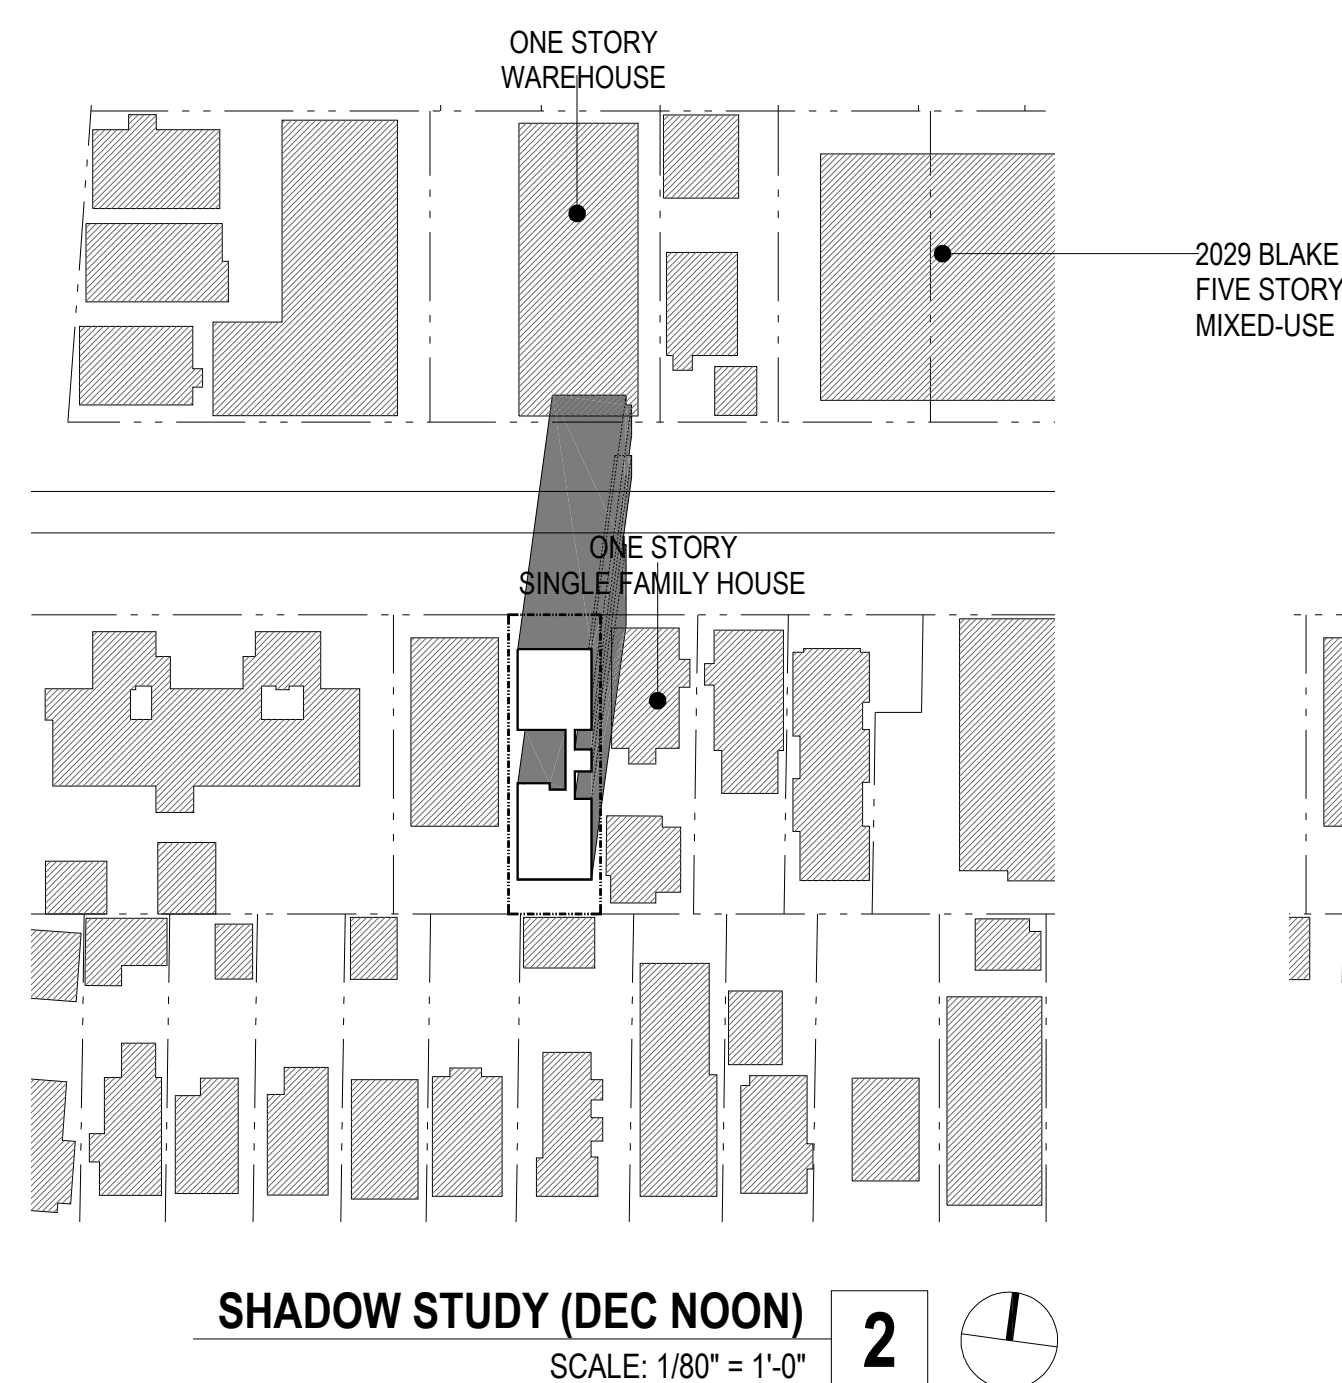 ONE STORY
WAREHOUSE
2029 BLAKE
FIVE STORY
MIXED-USE
ONE STORY
SINGLE FAMILY HOUSE
SHADOW STUDY (DEC NOON)
2
SCALE: 1/80" = 1'-0"